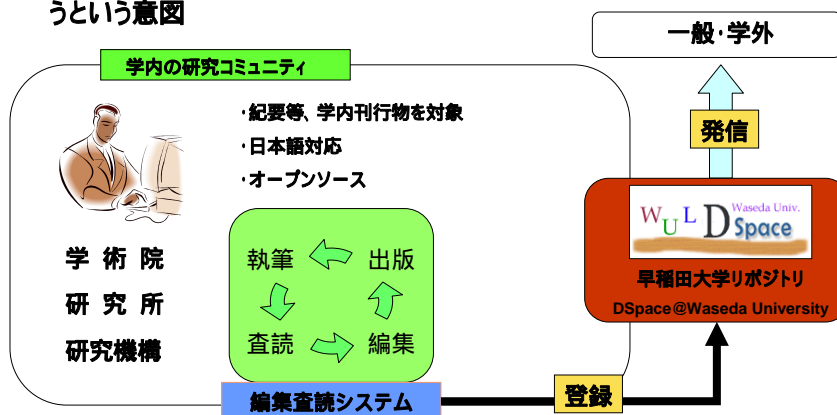 うという意図
一般・学外
学内の研究コミュニティ
・紀要等、学内刊行物を対象
・日本語対応
・オープンソース
発信
WUL DSpace Waseda Univ.
早稲田大学リポジトリ
DSpace@Waseda University
学術院
研究所
研究機構
執筆 出版
査読 編集
編集査読システム
登録